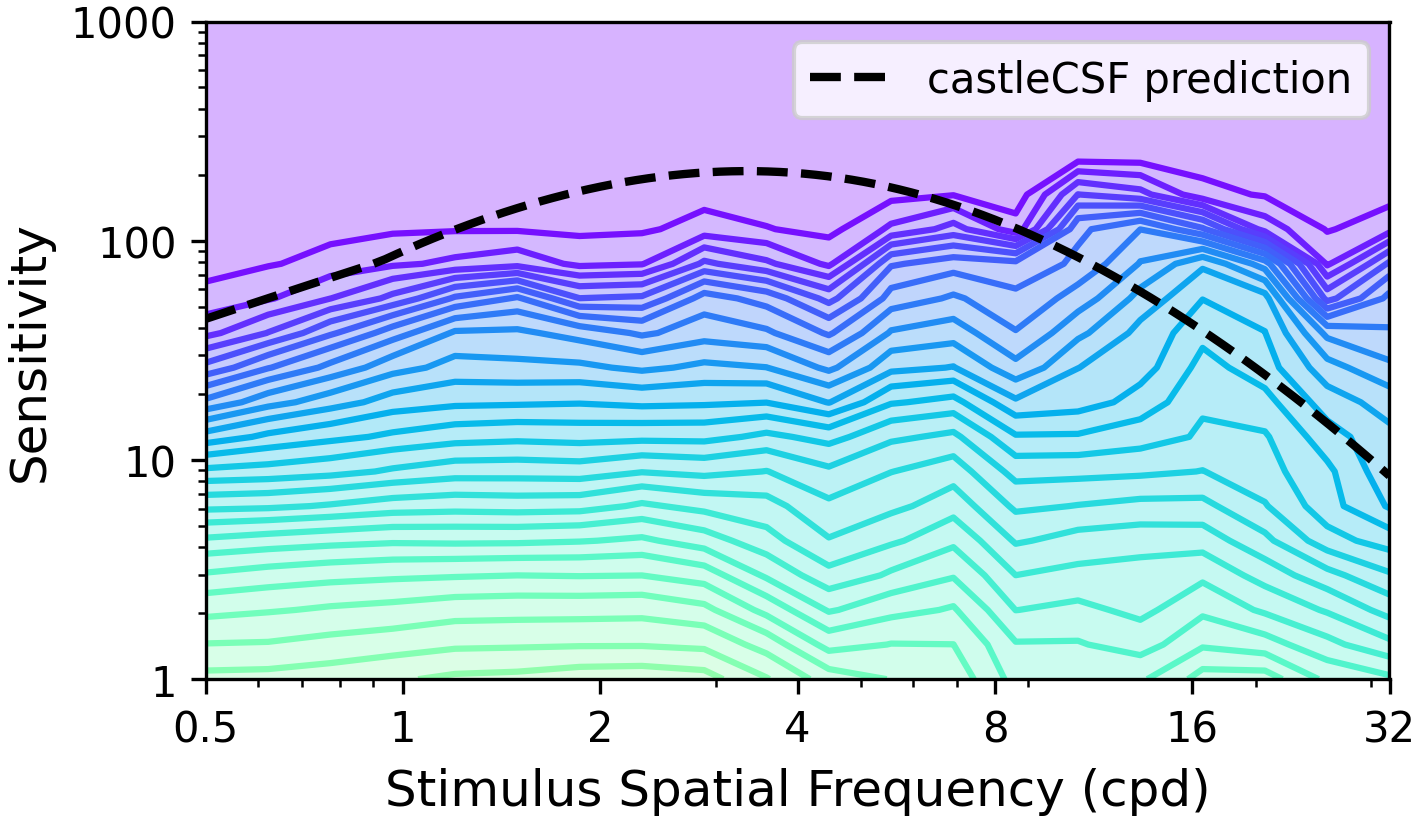 1000
100
10
1
Sensitivity
castleCSF prediction
0.5 1 2 4 8 16 32
Stimulus Spatial Frequency (cpd)